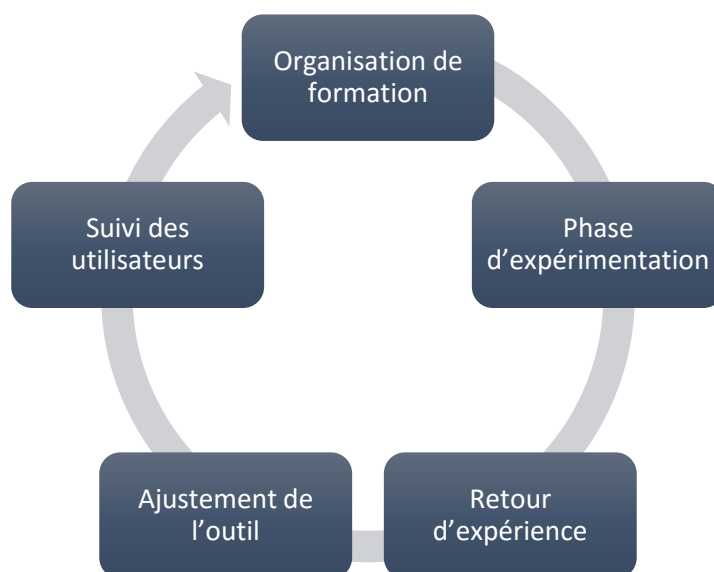 Organisation de
formation
Phase
d’expérimentation
Retour
d’expérience
Ajustement de
l’outil
Suivi des
utilisateurs